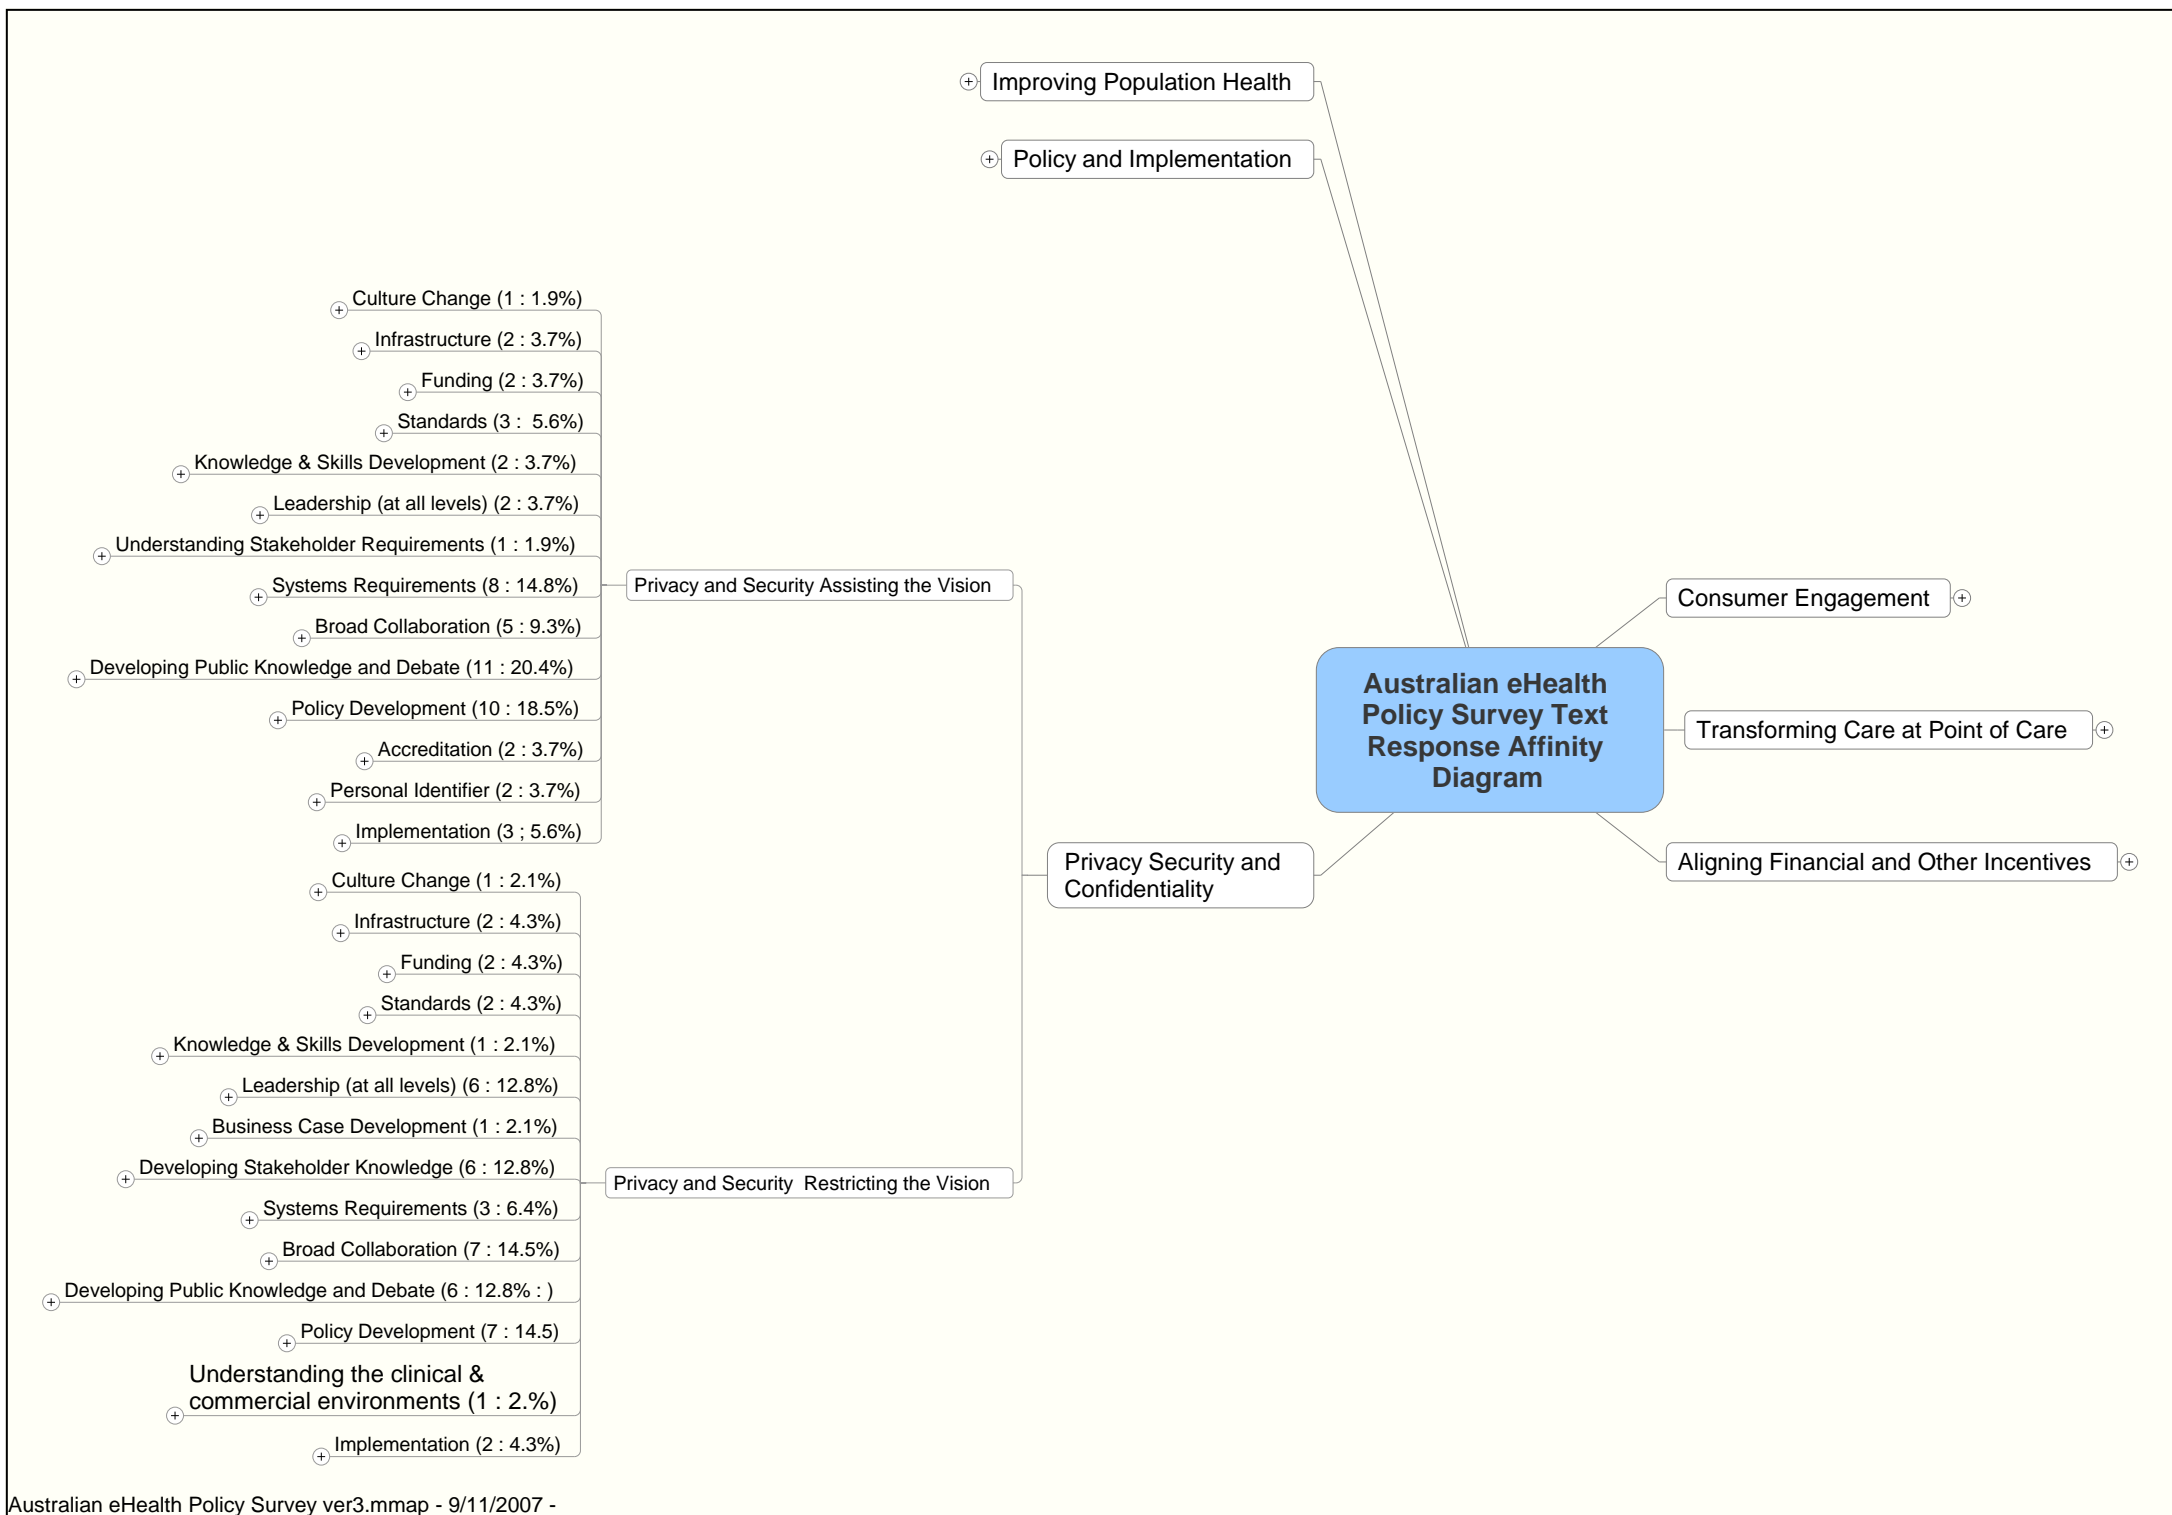 Improving Population Health
Policy and Implementation
Culture Change (1 : 1.9%)
Infrastructure (2 : 3.7%)
Funding (2 : 3.7%)
Standards (3 :  5.6%)
Knowledge & Skills Development (2 : 3.7%)
Leadership (at all levels) (2 : 3.7%)
Understanding Stakeholder Requirements (1 : 1.9%)
Systems Requirements (8 : 14.8%)
Broad Collaboration (5 : 9.3%)
Developing Public Knowledge and Debate (11 : 20.4%)
Policy Development (10 : 18.5%)
Accreditation (2 : 3.7%)
Personal Identifier (2 : 3.7%)
Implementation (3 ; 5.6%)
Privacy and Security Assisting the Vision
Culture Change (1 : 2.1%)
Infrastructure (2 : 4.3%)
Funding (2 : 4.3%)
Standards (2 : 4.3%)
Knowledge & Skills Development (1 : 2.1%)
Leadership (at all levels) (6 : 12.8%)
Business Case Development (1 : 2.1%)
Developing Stakeholder Knowledge (6 : 12.8%)
Systems Requirements (3 : 6.4%)
Broad Collaboration (7 : 14.5%)
Developing Public Knowledge and Debate (6 : 12.8% : )
Policy Development (7 : 14.5)
Understanding the clinical &
commercial environments (1 : 2.%)
Implementation (2 : 4.3%)
Privacy and Security  Restricting the Vision
Privacy Security and
Confidentiality
Australian eHealth
Policy Survey Text
Response Affinity
Diagram
Consumer Engagement
Transforming Care at Point of Care
Aligning Financial and Other Incentives
Australian eHealth Policy Survey ver3.mmap - 9/11/2007 -